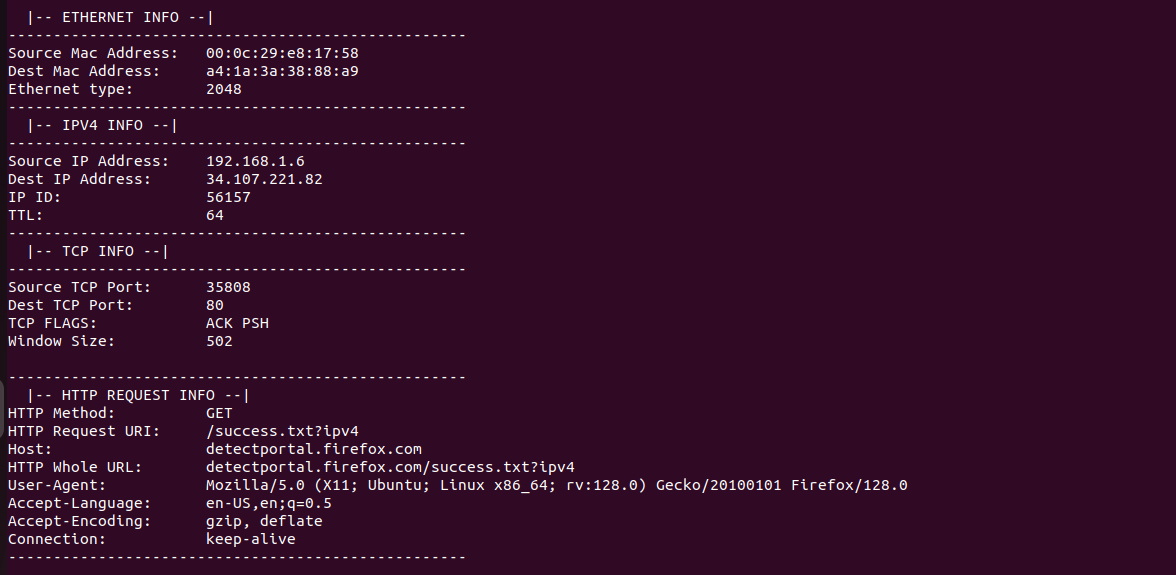 |-- ETHERNET INFO --|
---------------------------------------------------
Source Mac Address:   00:0c:29:e8:17:58
Dest Mac Address:     a4:1a:3a:38:88:a9
Ethernet type:        2048
---------------------------------------------------
|-- IPV4 INFO --|
---------------------------------------------------
Source IP Address:    192.168.1.6
Dest IP Address:      34.107.221.82
IP ID:                56157
TTL:                  64
---------------------------------------------------
|-- TCP INFO --|
---------------------------------------------------
Source TCP Port:      35808
Dest TCP Port:        80
TCP FLAGS:            ACK PSH
Window Size:          502
---------------------------------------------------
|-- HTTP REQUEST INFO --|
HTTP Method:          GET
HTTP Request URI:     /success.txt?ipv4
Host:                 detectportal.firefox.com
HTTP Whole URL:       detectportal.firefox.com/success.txt?ipv4
User-Agent:           Mozilla/5.0 (X11; Ubuntu; Linux x86_64; rv:128.0) Gecko/20100101 Firefox/128.0
Accept-Language:      en-US,en;q=0.5
Accept-Encoding:      gzip, deflate
Connection:           keep-alive
---------------------------------------------------